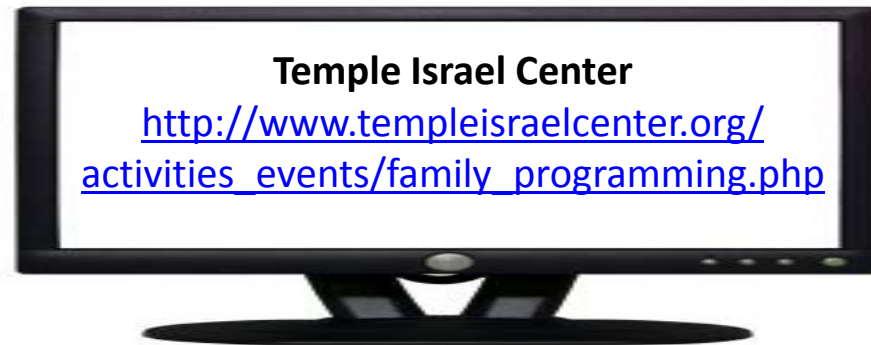 Temple Israel Center
http://www.templeisraelcenter.org/
activities_events/family_programming.php